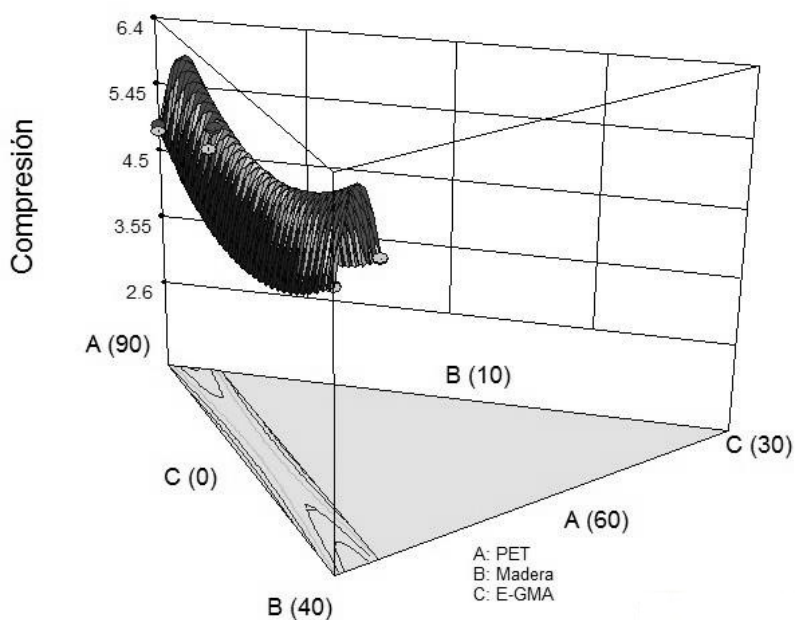 6.4
5.45
4.5
3.55
2.6
Compresión
A (90)
B (10)
C (30)
C (0)
A (60)
B (40)
A: PET
B: Madera
C: E-GMA